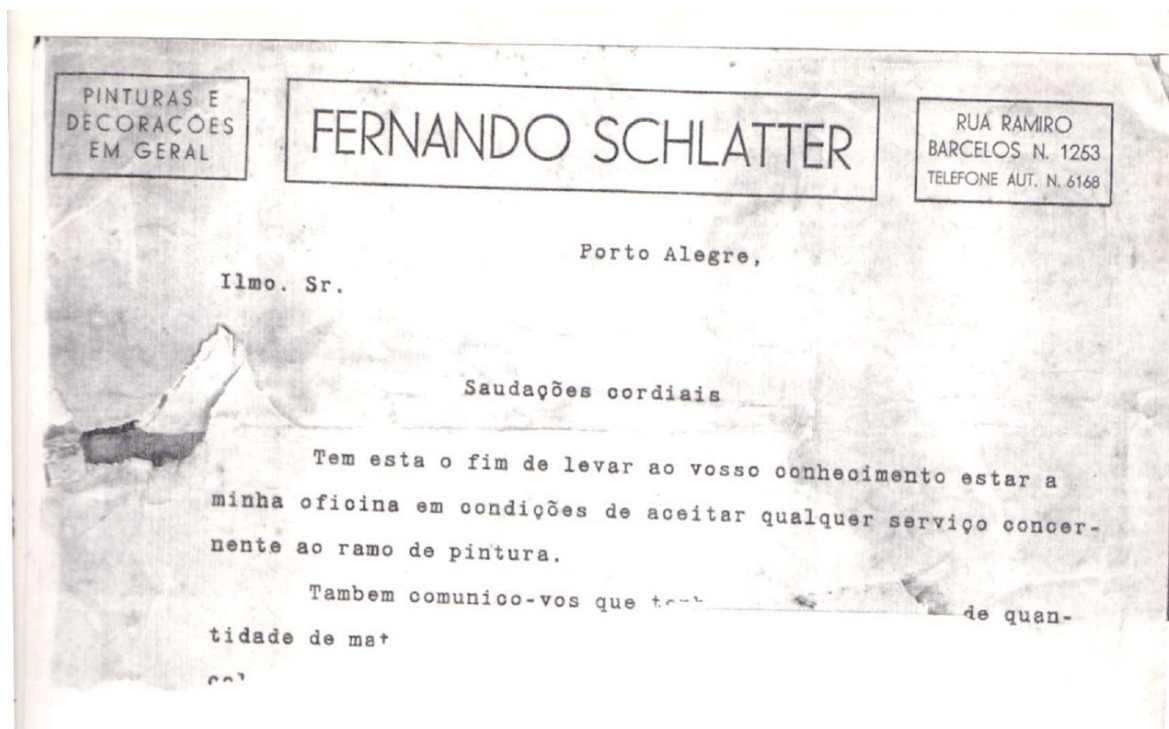 PINTURAS E
DECORAÇÕES
EM GERAL
FERNANDO SCHLATTER
RUA RAMIRO
BARCELOS N. 1253
TELEFONE AUT. N. 6168
Porto Alegre,
Ilmo. Sr.
Saudações cordiais
Tem esta o fim de levar ao vosso conhecimento estar a
minha oficina em condições de aceitar qualquer serviço concer-
nente ao ramo de pintura.
Tambem comunico-vos que de quan-
tidade de